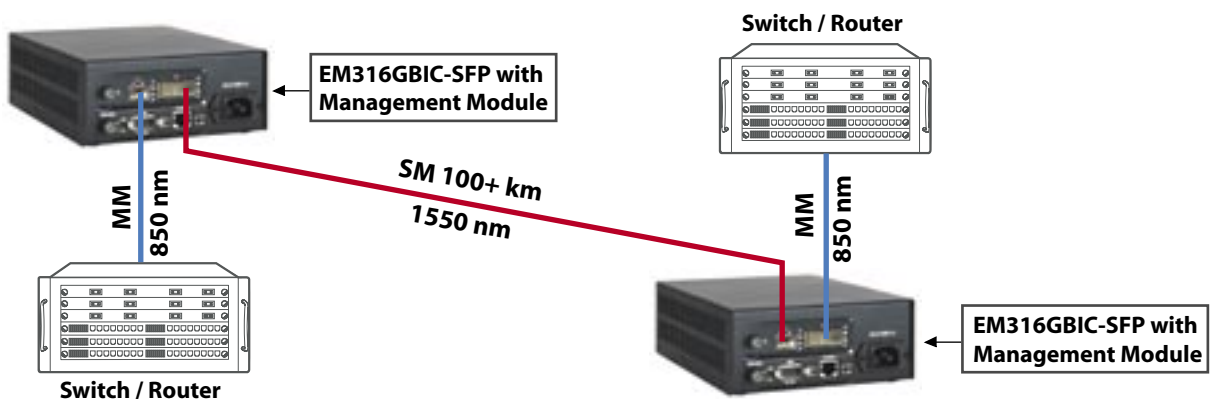 Switch / Router
EM316GBIC-SFP with
Management Module
SM 100+ km
1550 nm
MM
850 nm
MM
850 nm
Switch / Router
EM316GBIC-SFP with
Management Module